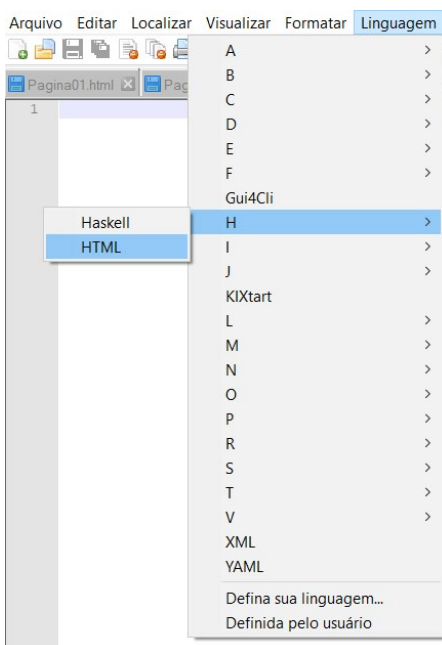 Arquivo Editar Localizar Visualizar Formatar Linguagem
Pagina01.html Pag
1
A
B
C
D
E
F
Gui4Cli
H
Haskell
HTML
I
J
KIXtart
L
M
N
O
P
R
S
T
V
XML
YAML
Defina sua linguagem...
Definida pelo usuário